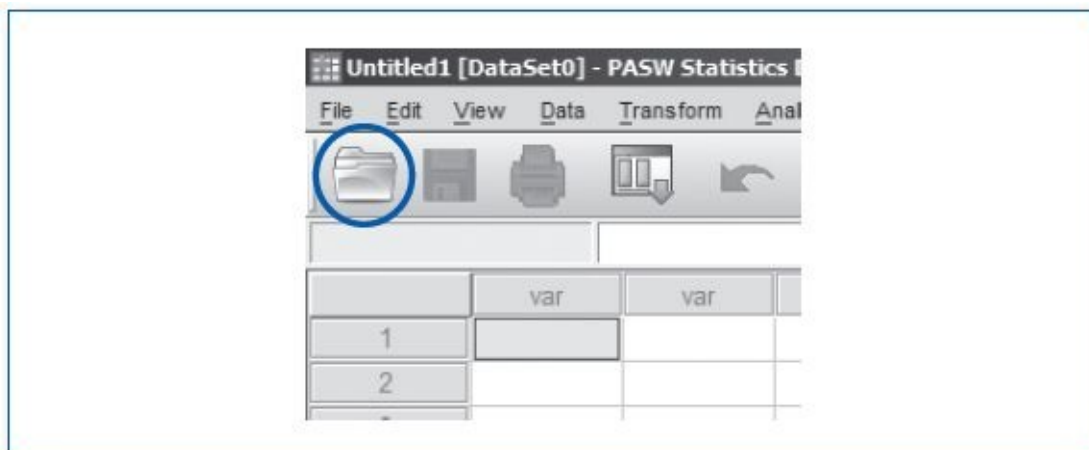 Untitled1 [DataSet0] - PASW Statistics
File Edit View Data Transform
var var
1
2